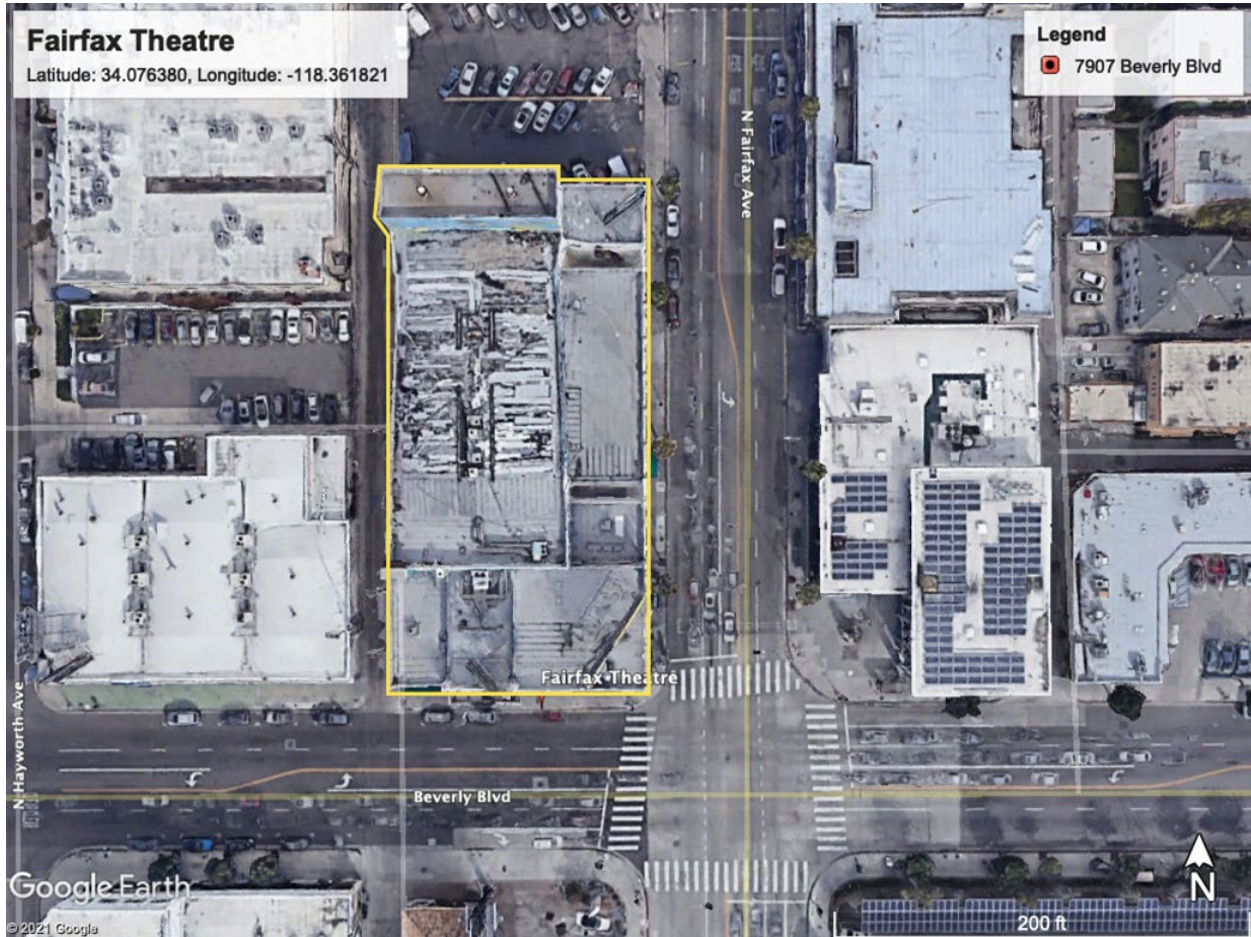 Fairfax Theatre
Latitude: 34.076380, Longitude: -118.361821
Legend
7907 Beverly Blvd
N Fairfax Ave
Fairfax Theatre
N Hayworth Ave
Beverly Blvd
Google Earth
© 2021 Google
N
200 ft